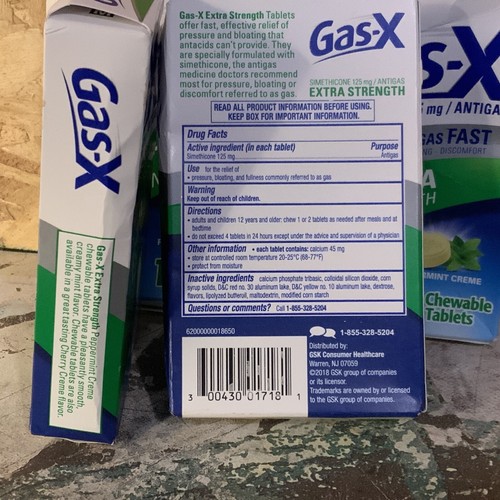 Gas-X
Gas-X Extra Strength Peppermint Creme
chewable tablets have a pleasantly smooth,
creamy mint flavor. Chewable tablets are also
available in a great tasting Cherry Creme flavor.
Gas-X Extra Strength Tablets
offer fast, effective relief of
pressure and bloating that
antacids can't provide. They
are specially formulated with
simethicone, the antigas
medicine doctors recommend
most for pressure, bloating or
discomfort referred to as gas.
Gas-X
SIMETHICONE 125 mg / ANTIGAS
EXTRA STRENGTH
READ ALL PRODUCT INFORMATION BEFORE USING.
KEEP BOX FOR IMPORTANT INFORMATION.
Drug Facts
Active ingredient (in each tablet) Purpose
Simethicone 125 mg Antigas
Use for the relief of
• pressure, bloating, and fullness commonly referred to as gas
Warning
Keep out of reach of children.
Directions
• adults and children 12 years and older: chew 1 or 2 tablets as needed after meals and at
bedtime
• do not exceed 4 tablets in 24 hours except under the advice and supervision of a physician
Other information • each tablet contains: calcium 45 mg
• store at controlled room temperature 20-25°C (68-77°F)
• protect from moisture
Inactive ingredients calcium phosphate tribasic, colloidal silicon dioxide, corn
syrup solids, D&C red no. 30 aluminum lake, D&C yellow no. 10 aluminum lake, dextrose,
flavors, lipolyzed butteroil, maltodextrin, modified corn starch
Questions or comments? Call 1-855-328-5204
62000000018650
3 00430 01718 1
1-855-328-5204
Distributed by:
GSK Consumer Healthcare
Warren, NJ 07059
©2018 GSK group of companies
or its licensor.
Trademarks are owned by or licensed
to the GSK group of companies.
s-X
mg / ANTIGA
GAS FAST
NG · DISCOMFORT
A
TH
MINT CREME
Chewable
Tablets